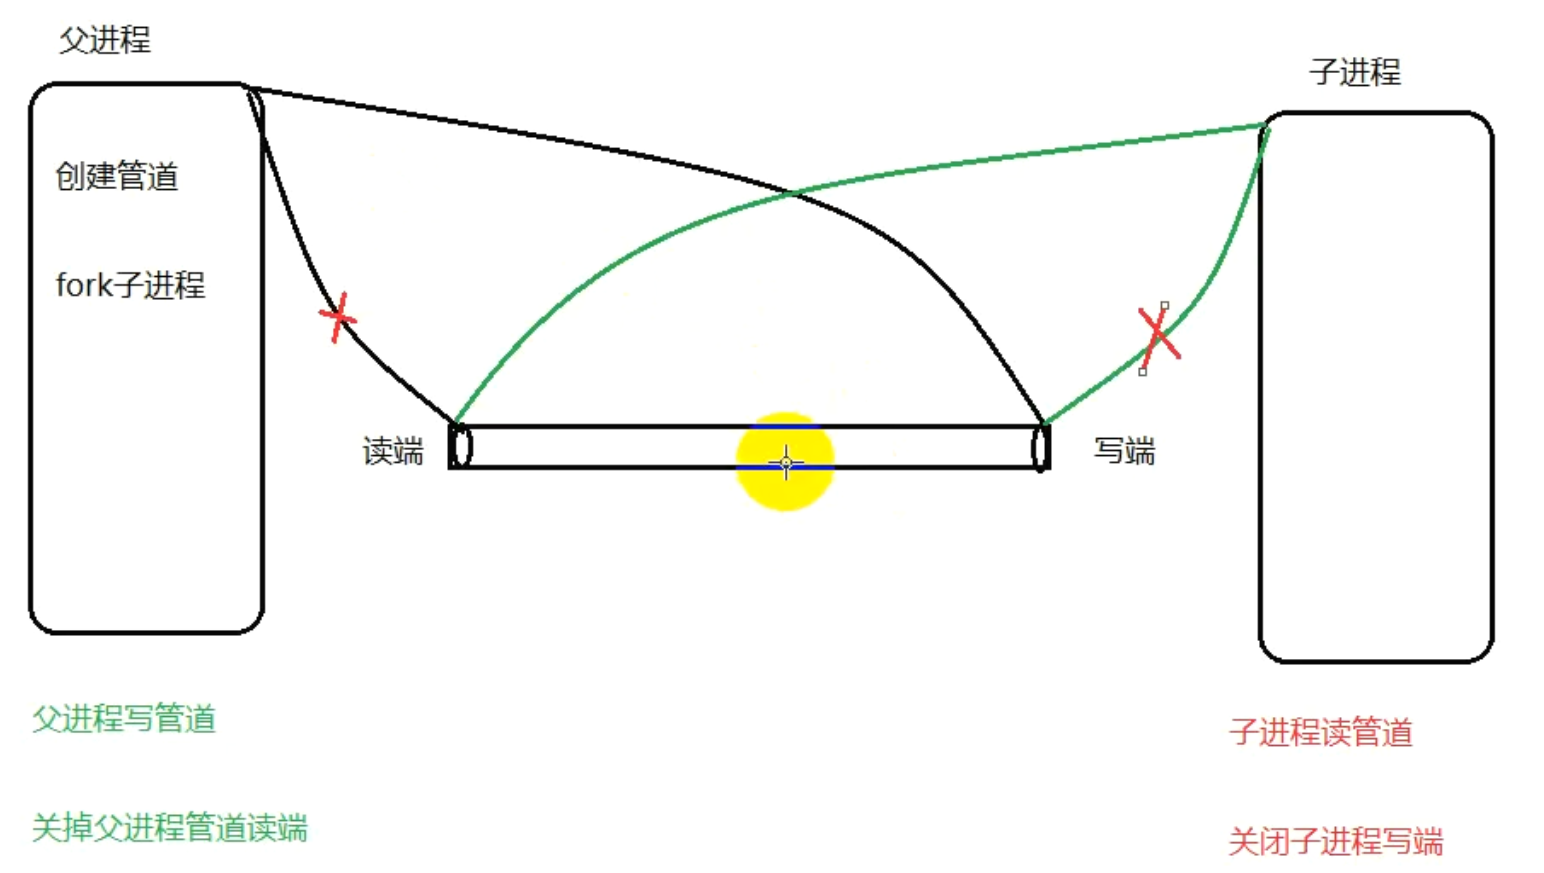 父进程
子进程
创建管道
fork子进程
读端
写端
父进程写管道
子进程读管道
关掉父进程管道读端
关闭子进程写端